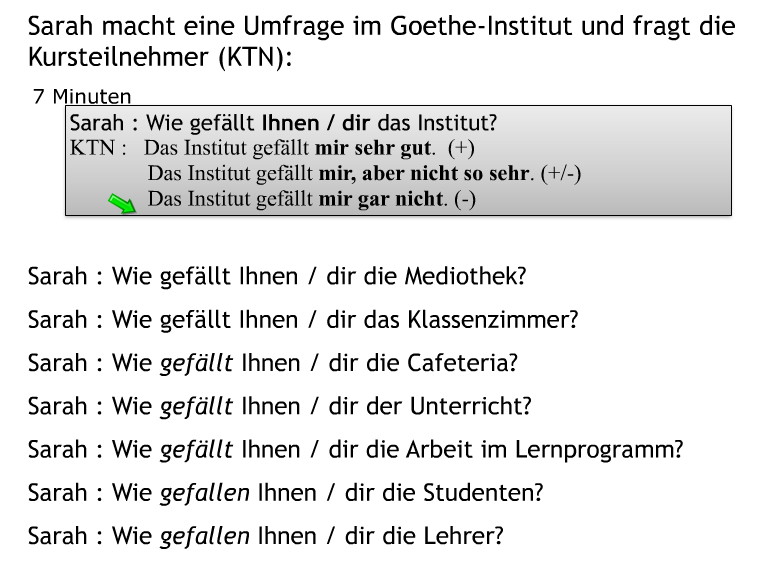 Sarah macht eine Umfrage im Goethe-Institut und fragt die
Kursteilnehmer (KTN):
7 Minuten
Sarah : Wie gefällt Ihnen / dir das Institut?
KTN : Das Institut gefällt mir sehr gut. (+)
Das Institut gefällt mir, aber nicht so sehr. (+/-)
Das Institut gefällt mir gar nicht. (-)
Sarah : Wie gefällt Ihnen / dir die Mediothek?
Sarah : Wie gefällt Ihnen / dir das Klassenzimmer?
Sarah : Wie gefällt Ihnen / dir die Cafeteria?
Sarah : Wie gefällt Ihnen / dir der Unterricht?
Sarah : Wie gefällt Ihnen / dir die Arbeit im Lernprogramm?
Sarah : Wie gefallen Ihnen / dir die Studenten?
Sarah : Wie gefallen Ihnen / dir die Lehrer?